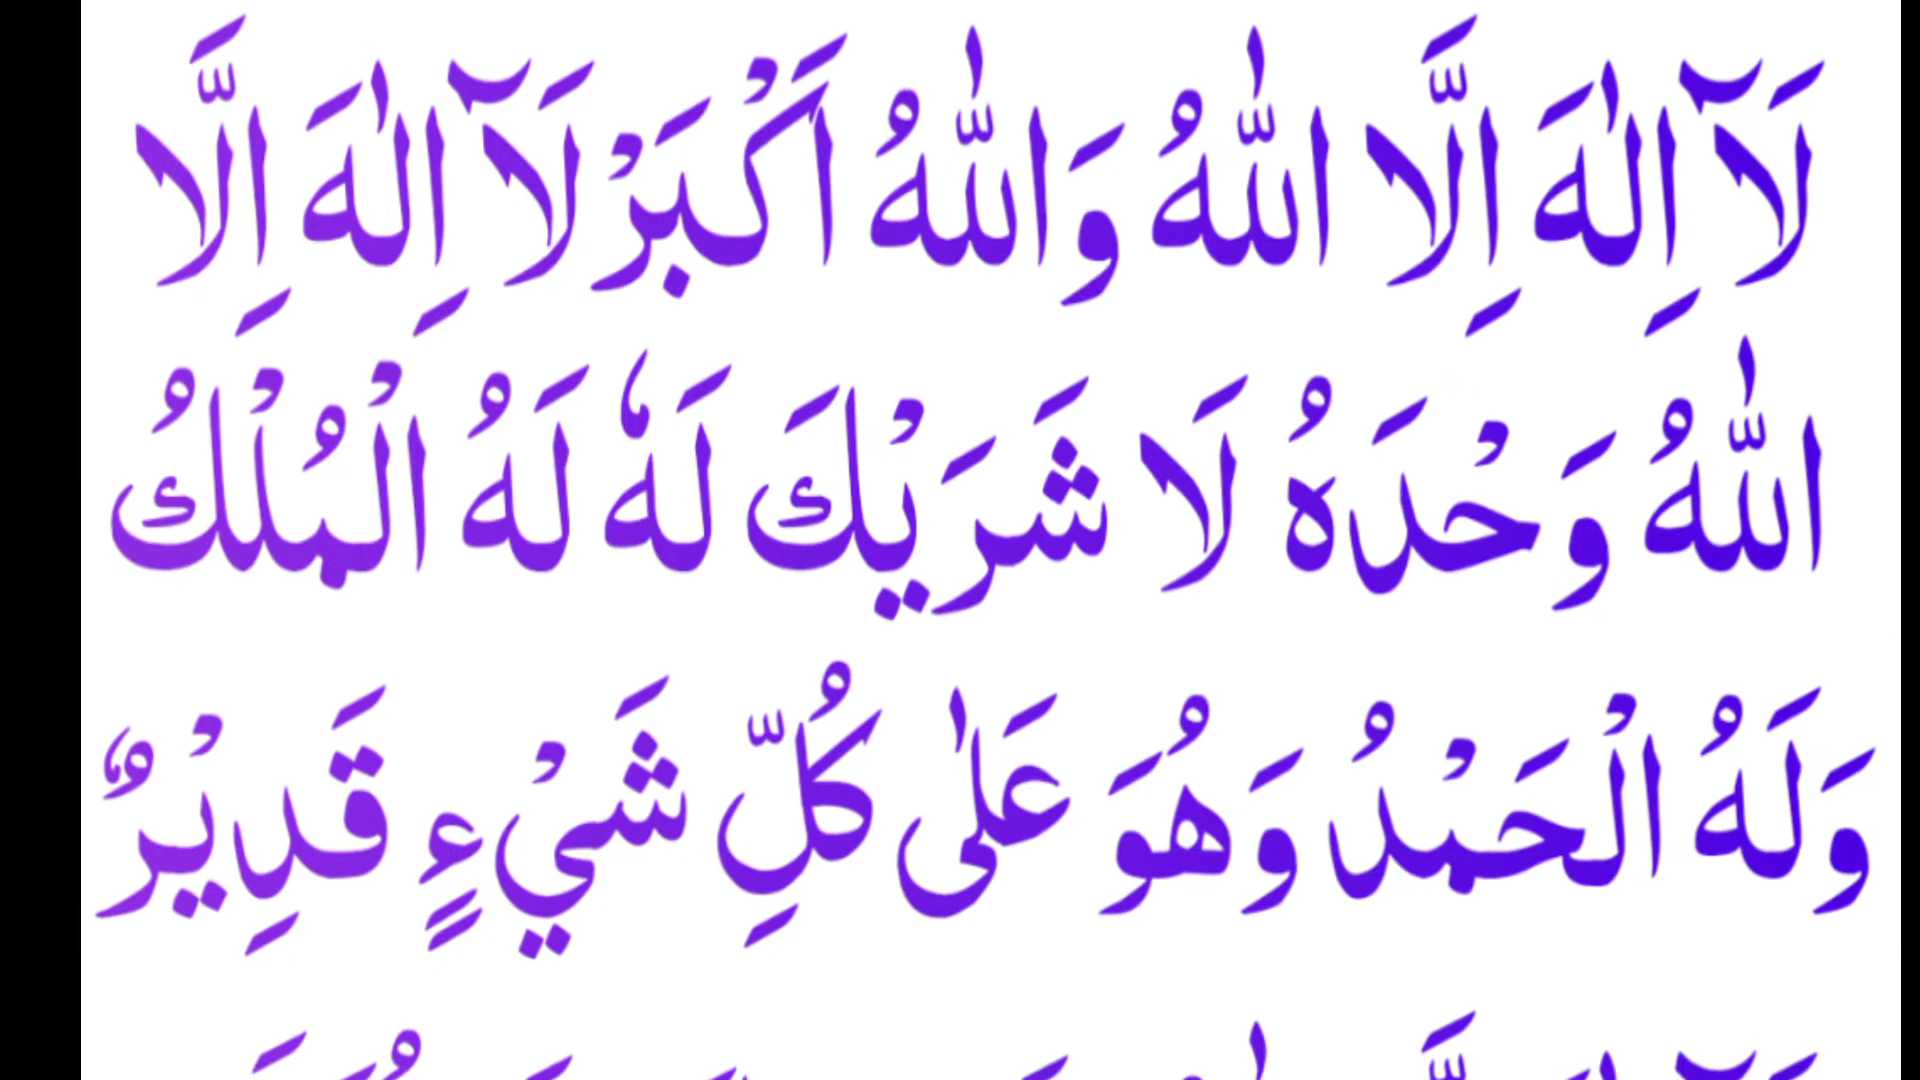 لَآ اِلٰهَ اِلَّا اللّٰهُ وَاللّٰهُ اَكْبَرْ لَآ اِلٰهَ اِلَّا
اللّٰهُ وَحْدَهُ لَا شَرَيْكَ لَهٗ لَهُ الْمُلْكُ
وَلَهُ الْحَمْدُ وَهُوَ عَلٰى كُلِّ شَيْءٍ قَدِيْرٌ